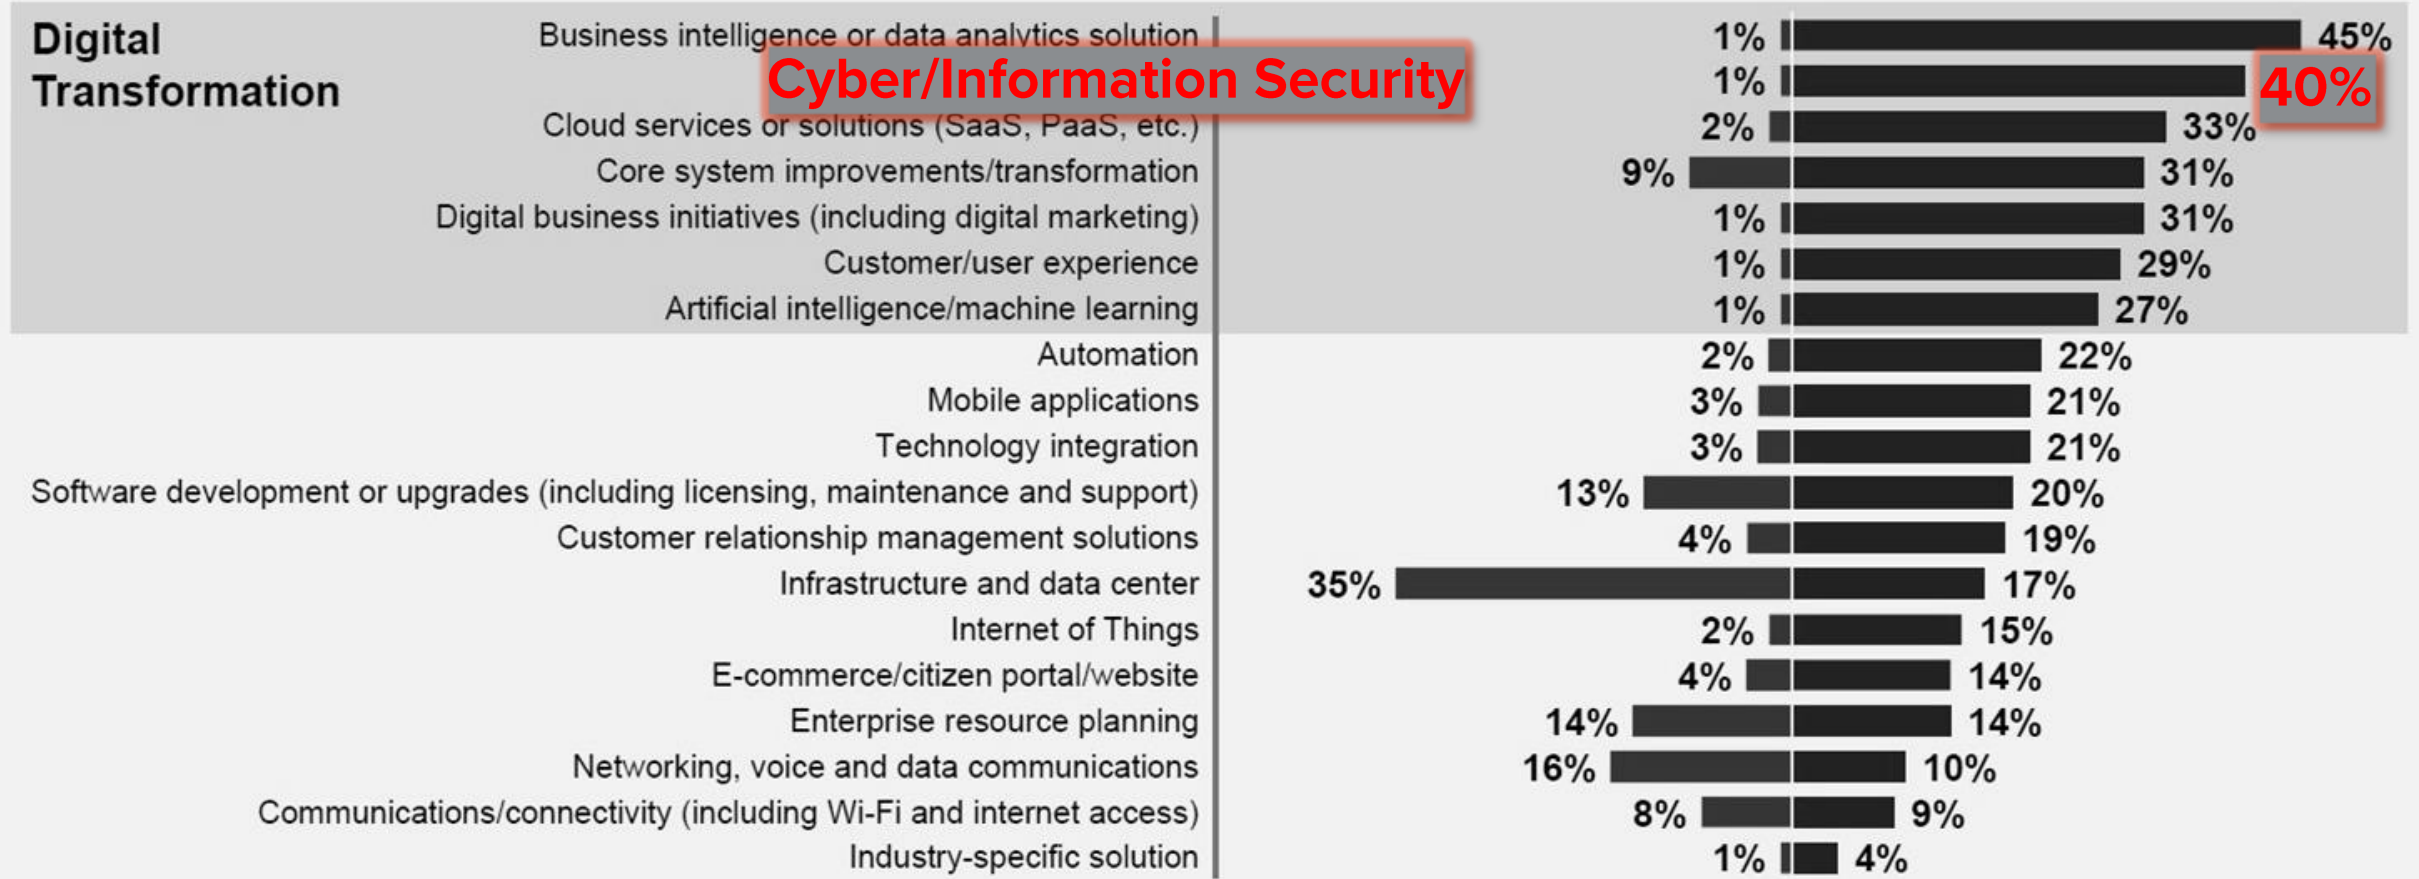 Digital
Transformation
Business intelligence or data analytics solution 1% 45%
Cyber/Information Security 1% 40%
Cloud services or solutions (SaaS, PaaS, etc.) 2% 33%
Core system improvements/transformation 9% 31%
Digital business initiatives (including digital marketing) 1% 31%
Customer/user experience 1% 29%
Artificial intelligence/machine learning 1% 27%
Automation 2% 22%
Mobile applications 3% 21%
Technology integration 3% 21%
Software development or upgrades (including licensing, maintenance and support) 13% 20%
Customer relationship management solutions 4% 19%
Infrastructure and data center 35% 17%
Internet of Things 2% 15%
E-commerce/citizen portal/website 4% 14%
Enterprise resource planning 14% 14%
Networking, voice and data communications 16% 10%
Communications/connectivity (including Wi-Fi and internet access) 8% 9%
Industry-specific solution 1% 4%